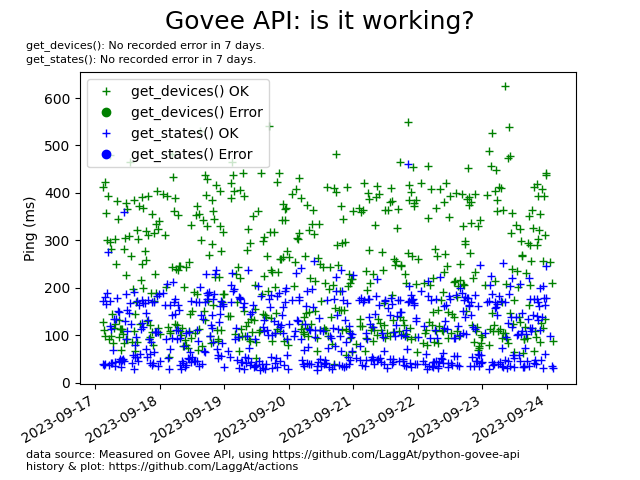 Govee API: is it working?
get_devices(): No recorded error in 7 days.
get_states(): No recorded error in 7 days.
get_devices() OK
get_devices() Error
get_states() OK
get_states() Error
Ping (ms)
600
500
400
300
200
100
0
2023-09-17
2023-09-18
2023-09-19
2023-09-20
2023-09-21
2023-09-22
2023-09-23
2023-09-24
data source: Measured on Govee API, using https://github.com/LaggAt/python-govee-api
history & plot: https://github.com/LaggAt/actions